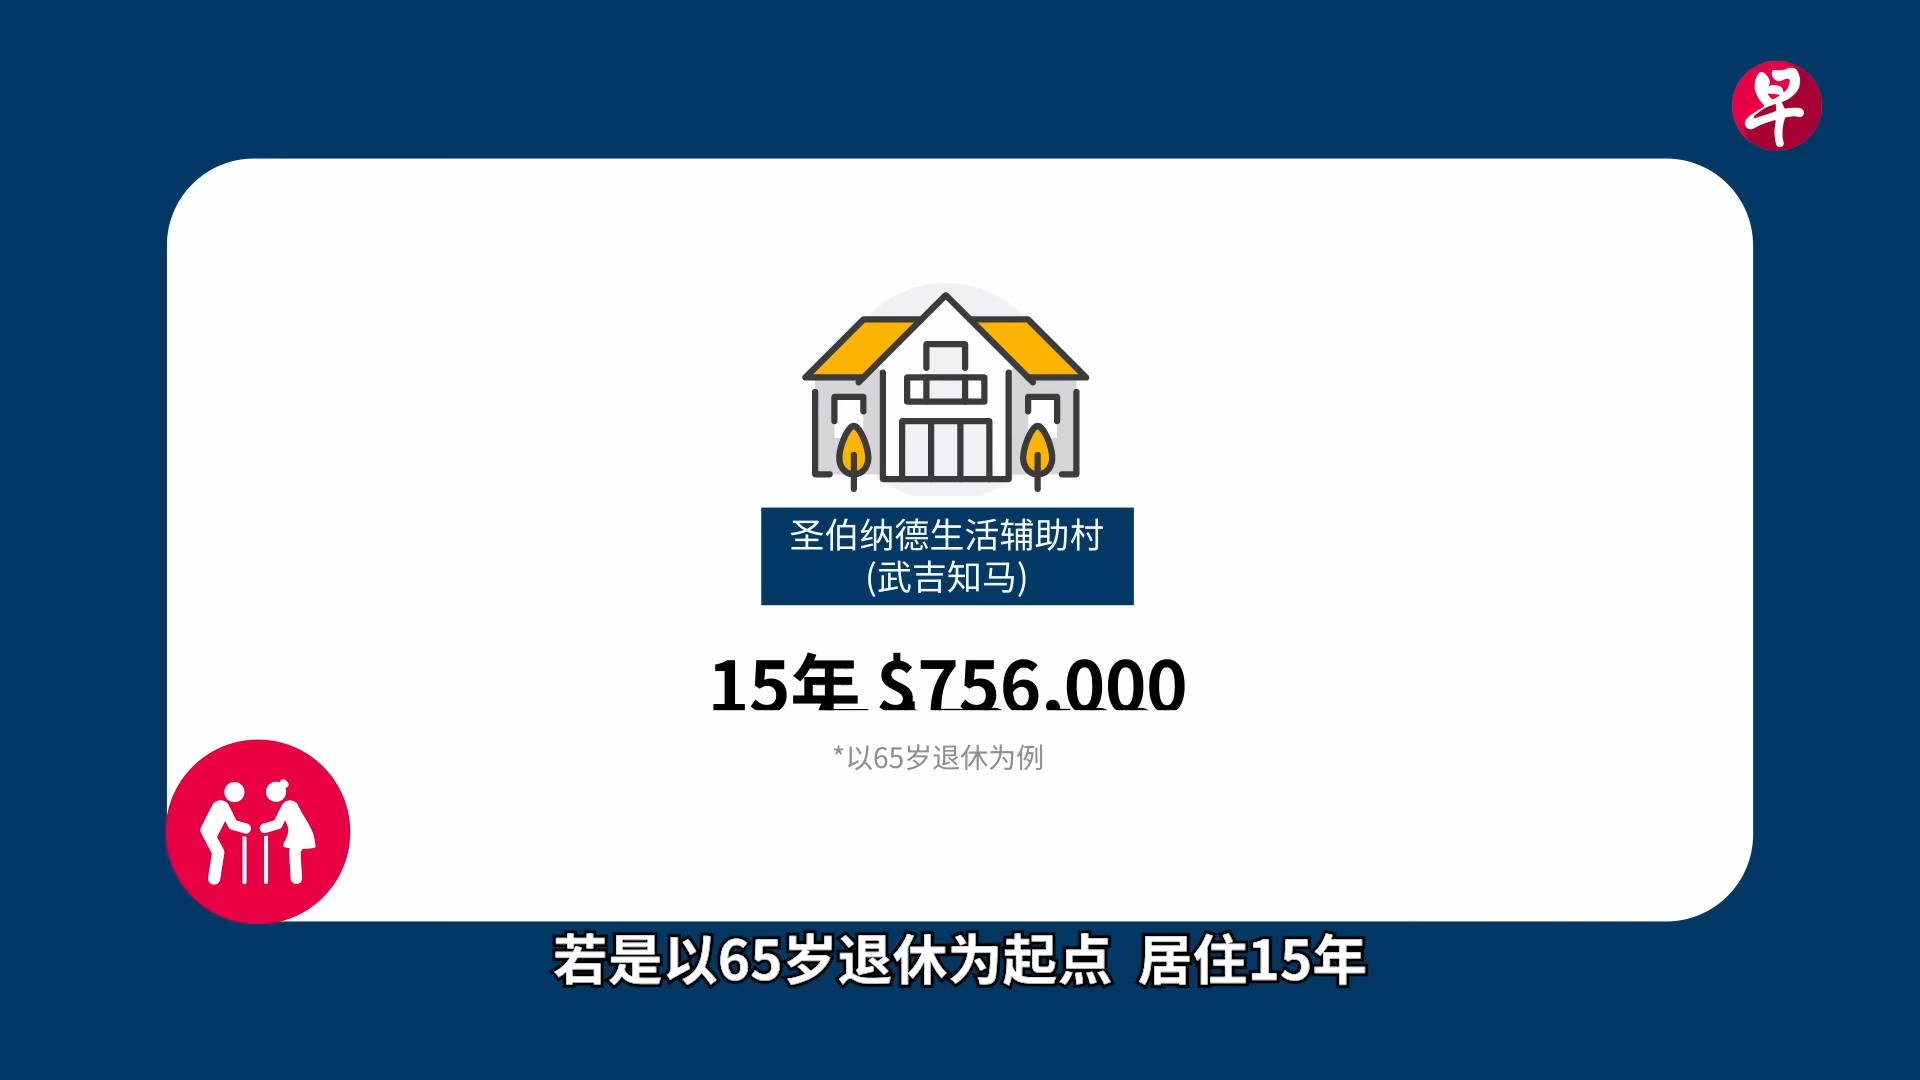 早
圣伯纳德生活辅助村
(武吉知马)
15年 $756,000
*以65岁退休为例
若是以65岁退休为起点 居住15年